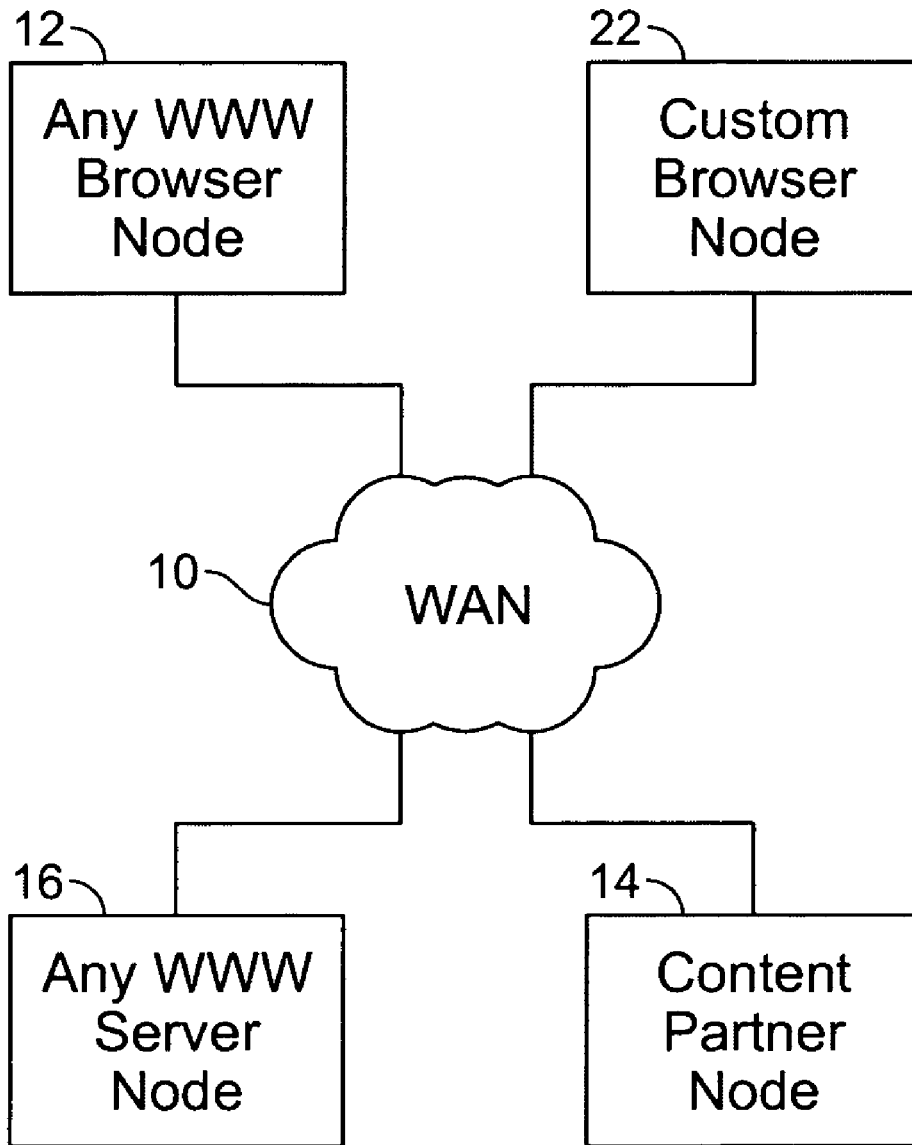 12
Any WWW
Browser
Node
22
Custom
Browser
Node
10
WAN
16
Any WWW
Server
Node
14
Content
Partner
Node